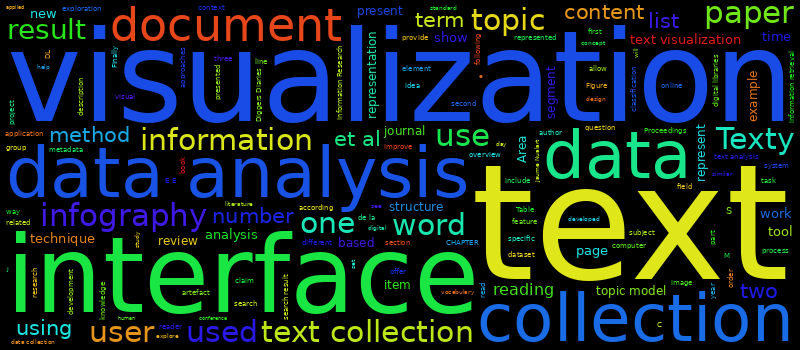 applied
new
exploration
context
present
standard
term
topic
content
list
paper
result
document
provide
show
following
represented
first
concept
text visualization
time
visualization
DL
help
Finally
approaches
three
line
presented
description
Diggers Diaries
Information Research
representation
element
idea
second
segment
allow
Figure
design
will
classification
online
digital libraries
example
information retrieval
project
visual
application
method
information
et al
journal
use
day
author
question
Proceedings
represent
Texty
group
metadata
improve
overview
Area
Jaume Nualart
data
text analysis
system
similar
task
book
data analysis
include
field
text
way
related
infography
literature
number
according
one
de la
digital
see
structure
word
Table
feature
developed
S
work
technique
study
review
analysis
different
based
section
CHAPTER
specific
dataset
page
subject
computer
part
M
tool
process
interface
research
development
knowledge
artefact
claim
search
search result
set
offer
item
vocabulary
read
reading
topic model
image
year
order
two
human
conference
using
data collection
user
reader
explore
used
text collection
collection
c